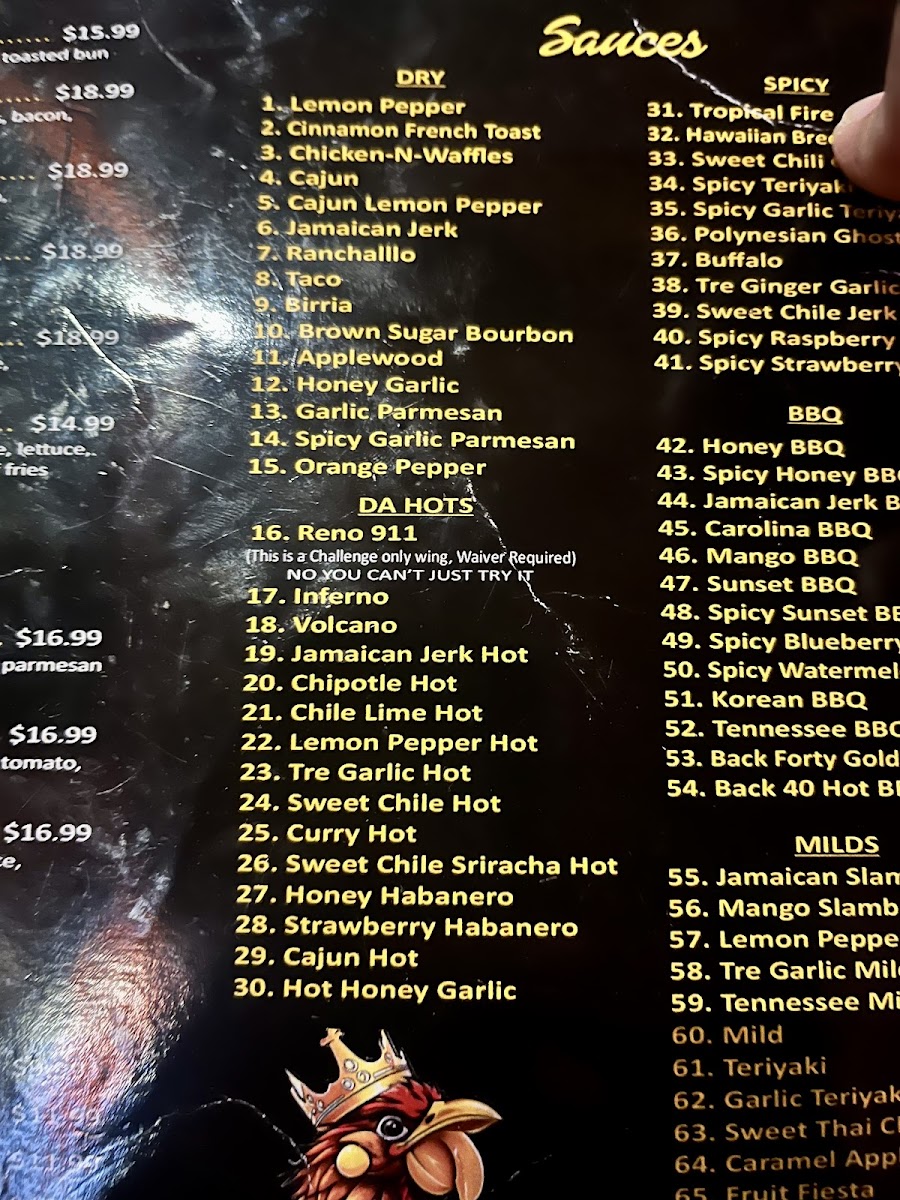 $15.99
toasted bun
$18.99
bacon,
$18.99
$18.99
$18.99
$14.99
lettuce,
fries
$16.99
parmesan
$16.99
tomato,
$16.99
Sauces
DRY
1. Lemon Pepper
2. Cinnamon French Toast
3. Chicken-N-Waffles
4. Cajun
5. Cajun Lemon Pepper
6. Jamaican Jerk
7. Ranchalllo
8. Taco
9. Birria
10. Brown Sugar Bourbon
11. Applewood
12. Honey Garlic
13. Garlic Parmesan
14. Spicy Garlic Parmesan
15. Orange Pepper
DA HOTS
16. Reno 911
(This is a Challenge only wing, Waiver Required)
NO YOU CAN'T JUST TRY IT
17. Inferno
18. Volcano
19. Jamaican Jerk Hot
20. Chipotle Hot
21. Chile Lime Hot
22. Lemon Pepper Hot
23. Tre Garlic Hot
24. Sweet Chile Hot
25. Curry Hot
26. Sweet Chile Sriracha Hot
27. Honey Habanero
28. Strawberry Habanero
29. Cajun Hot
30. Hot Honey Garlic
SPICY
31. Tropical Fire
32. Hawaiian
33. Sweet Chili
34. Spicy Teriyaki
35. Spicy Garlic
36. Polynesian Ghost
37. Buffalo
38. Tre Ginger Garlic
39. Sweet Chile Jerk
40. Spicy Raspberry
41. Spicy Strawberry
BBQ
42. Honey BBQ
43. Spicy Honey BBQ
44. Jamaican Jerk
45. Carolina BBQ
46. Mango BBQ
47. Sunset BBQ
48. Spicy Sunset
49. Spicy Blueberry
50. Spicy
51. Korean BBQ
52. Tennessee BBQ
53. Back Forty Gold
54. Back 40 Hot
MILDS
55. Jamaican
56. Mango
57. Lemon
58. Tre Garlic
59. Tennessee
60. Mild
61. Teriyaki
62. Garlic
63. Sweet Thai
64. Caramel
65. Fruit Fiesta